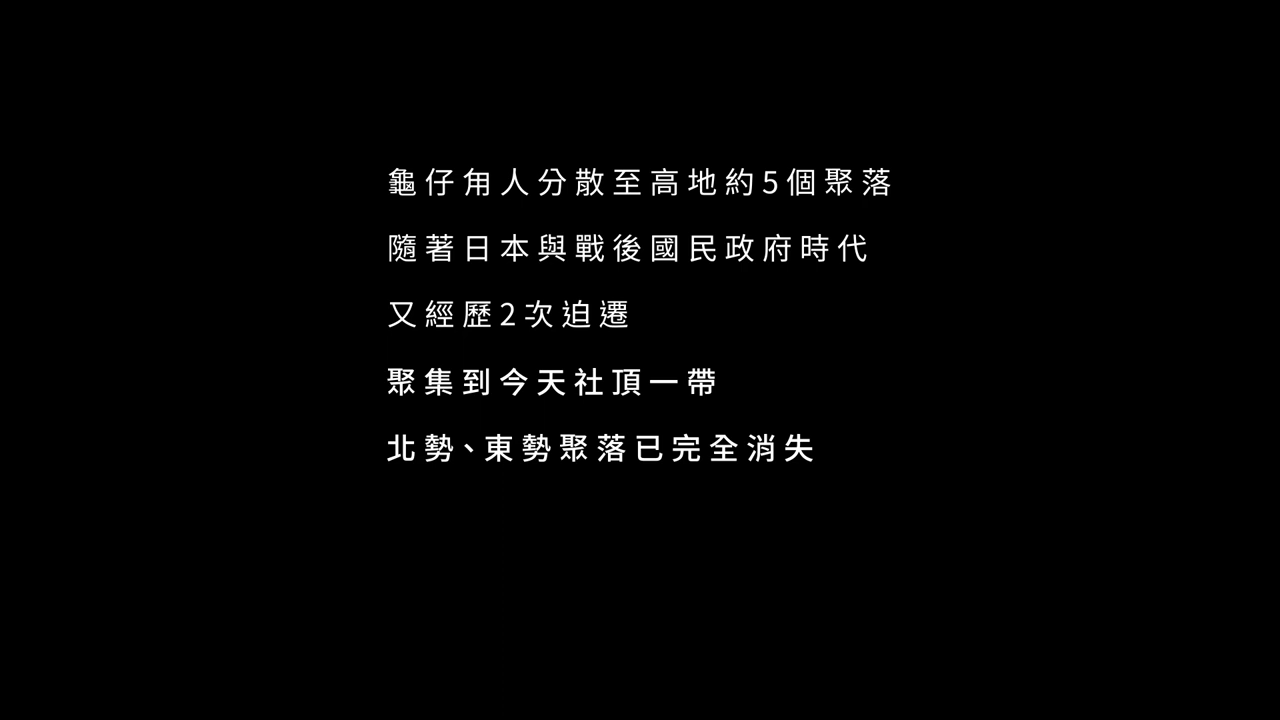 龜仔甪人分散至高地約5個聚落
隨著日本與戰後國民政府時代
又經歷2次迫遷
聚集到今天社頂一帶
北勢、東勢聚落已完全消失